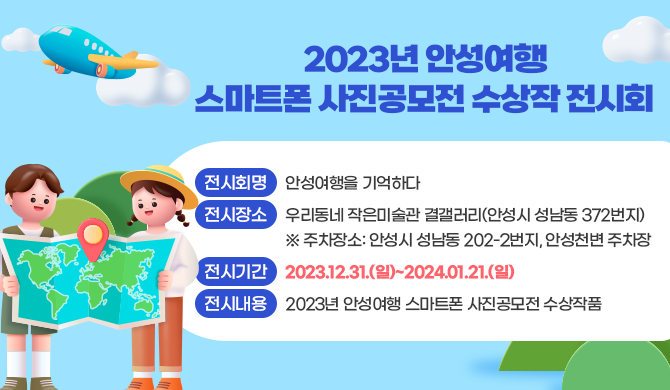 2023년 안성여행
스마트폰 사진공모전 수상작 전시회
전시회명 안성여행을 기억하다
전시장소 우리동네 작은미술관 결갤러리(안성시 성남동 372번지)
※ 주차장소: 안성시 성남동 202-2번지, 안성천변 주차장
전시기간 2023.12.31.(일)~2024.01.21.(일)
전시내용 2023년 안성여행 스마트폰 사진공모전 수상작품